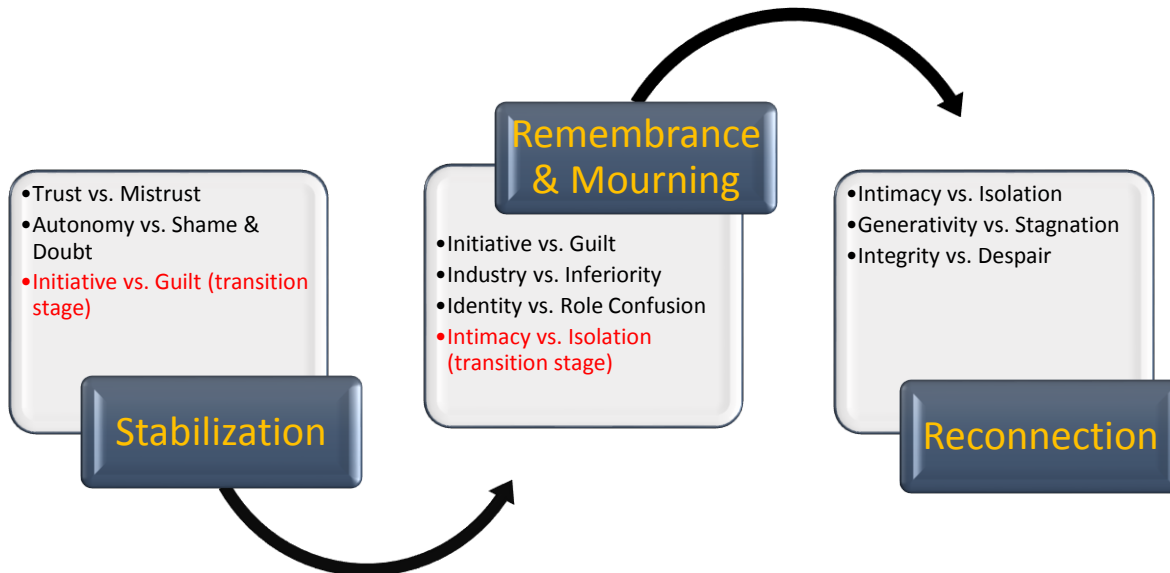 •Trust vs. Mistrust
•Autonomy vs. Shame &
Doubt
•Initiative vs. Guilt (transition
stage)
Stabilization
Remembrance
& Mourning
•Initiative vs. Guilt
•Industry vs. Inferiority
•Identity vs. Role Confusion
•Intimacy vs. Isolation
(transition stage)
•Intimacy vs. Isolation
•Generativity vs. Stagnation
•Integrity vs. Despair
Reconnection